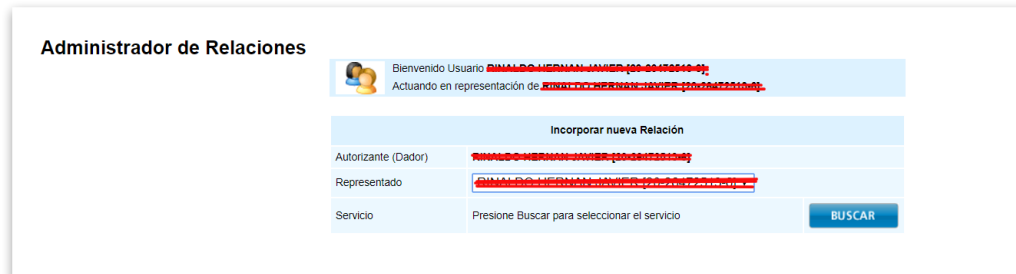 Administrador de Relaciones
Bienvenido Usuario
Actuando en representación de
Incorporar nueva Relación
Autorizante (Dador)
Representado
Servicio Presione Buscar para seleccionar el servicio BUSCAR